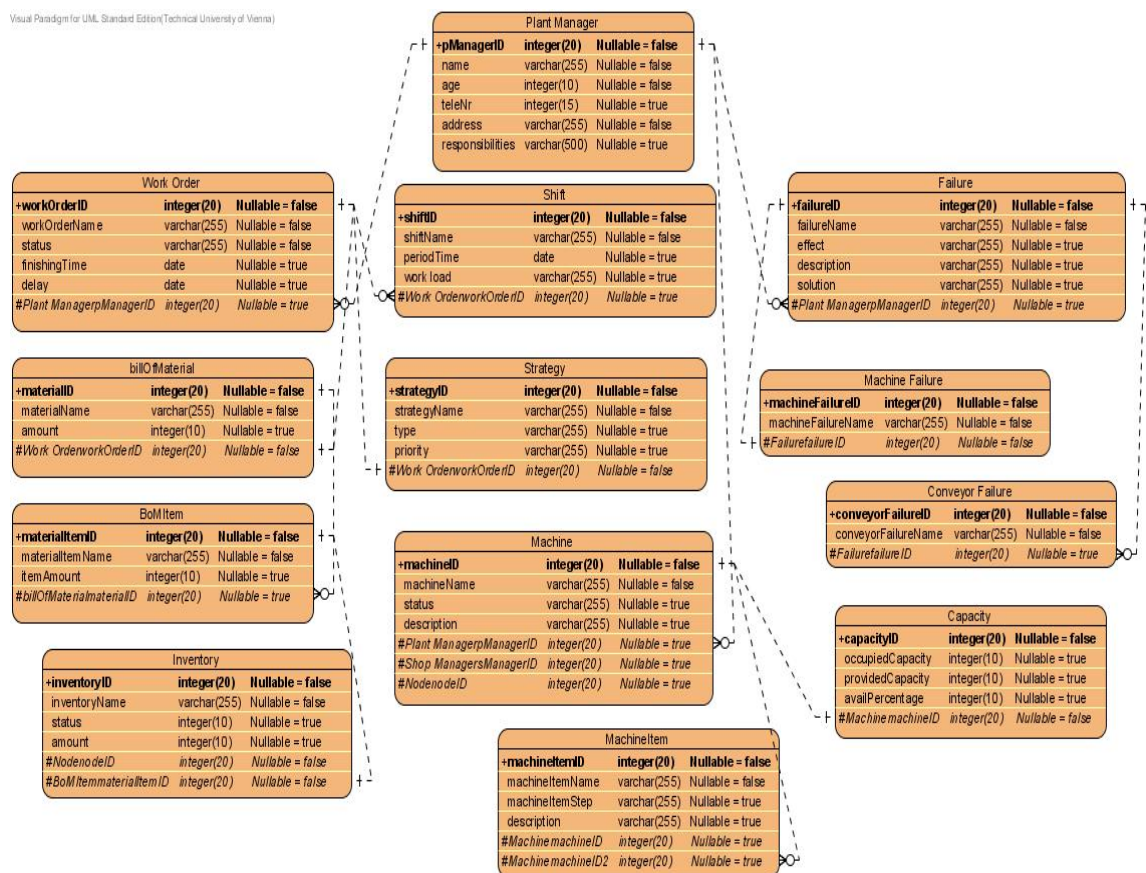 Visual Paradigm for UML Standard Edition(Technical University of Vienna)
Plant Manager
+pManagerID integer(20) Nullable = false
name varchar(255) Nullable = false
age integer(10) Nullable = false
teleNr integer(15) Nullable = true
address varchar(255) Nullable = false
responsibilities varchar(500) Nullable = true
Work Order
+workOrderID integer(20) Nullable = false
workOrderName varchar(255) Nullable = false
status varchar(255) Nullable = false
finishingTime date Nullable = true
delay date Nullable = true
#Plant ManagerpManagerID integer(20) Nullable = true
Shift
+shiftID integer(20) Nullable = false
shiftName varchar(255) Nullable = false
periodTime date Nullable = true
work load varchar(255) Nullable = true
#Work OrderworkOrderID integer(20) Nullable = true
Failure
+failureID integer(20) Nullable = false
failureName varchar(255) Nullable = false
effect varchar(255) Nullable = true
description varchar(255) Nullable = true
solution varchar(255) Nullable = true
#Plant ManagerpManagerID integer(20) Nullable = true
billOfMaterial
+materialID integer(20) Nullable = false
materialName varchar(255) Nullable = false
amount integer(10) Nullable = true
#Work OrderworkOrderID integer(20) Nullable = false
Strategy
+strategyID integer(20) Nullable = false
strategyName varchar(255) Nullable = false
type varchar(255) Nullable = true
priority varchar(255) Nullable = true
#Work OrderworkOrderID integer(20) Nullable = false
Machine Failure
+machineFailureID integer(20) Nullable = false
machineFailureName varchar(255) Nullable = false
#FailurefailureID integer(20) Nullable = true
Conveyor Failure
+conveyorFailureID integer(20) Nullable = false
conveyorFailureName varchar(255) Nullable = false
#FailurefailureID integer(20) Nullable = true
BoMItem
+materialItemID integer(20) Nullable = false
materialItemName varchar(255) Nullable = false
itemAmount integer(10) Nullable = true
#billOfMaterialmaterialID integer(20) Nullable = true
Machine
+machineID integer(20) Nullable = false
machineName varchar(255) Nullable = false
status varchar(255) Nullable = true
description varchar(255) Nullable = true
#Plant ManagerpManagerID integer(20) Nullable = true
#Shop ManagersManagerID integer(20) Nullable = true
#NodenodeID integer(20) Nullable = true
Capacity
+capacityID integer(20) Nullable = false
occupiedCapacity integer(10) Nullable = true
providedCapacity integer(10) Nullable = true
availPercentage integer(10) Nullable = true
#MachinemachineID integer(20) Nullable = false
Inventory
+inventoryID integer(20) Nullable = false
inventoryName varchar(255) Nullable = false
status integer(10) Nullable = true
amount integer(10) Nullable = true
#NodenodeID integer(20) Nullable = false
#BoMItemmaterialItemID integer(20) Nullable = false
MachineItem
+machineItemID integer(20) Nullable = false
machineItemName varchar(255) Nullable = false
machineItemStep varchar(255) Nullable = true
description varchar(255) Nullable = true
#MachinemachineID integer(20) Nullable = true
#MachinemachineID2 integer(20) Nullable = true